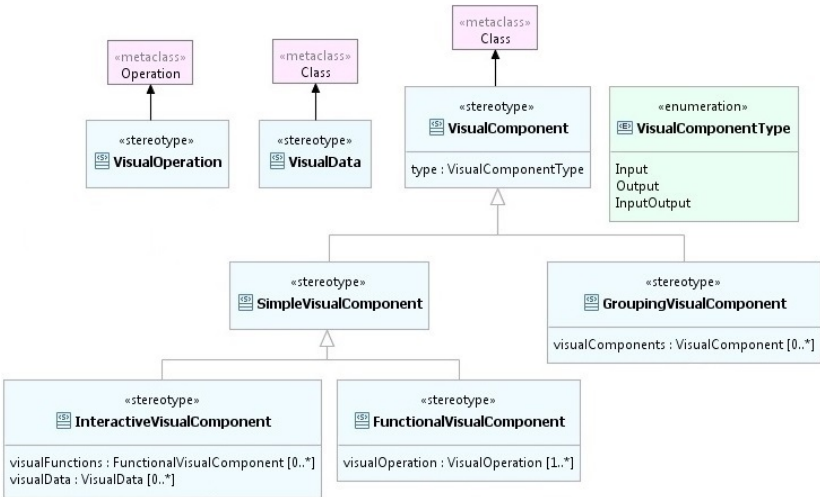 «metaclass»
Operation
«metaclass»
Class
«metaclass»
Class
«stereotype»
VisualOperation
«stereotype»
VisualData
«stereotype»
VisualComponent
type : VisualComponentType
«enumeration»
VisualComponentType
Input
Output
InputOutput
«stereotype»
SimpleVisualComponent
«stereotype»
GroupingVisualComponent
visualComponents : VisualComponent [0..*]
«stereotype»
InteractiveVisualComponent
visualFunctions : FunctionalVisualComponent [0..*]
visualData : VisualData [0..*]
«stereotype»
FunctionalVisualComponent
visualOperation : VisualOperation [1..*]